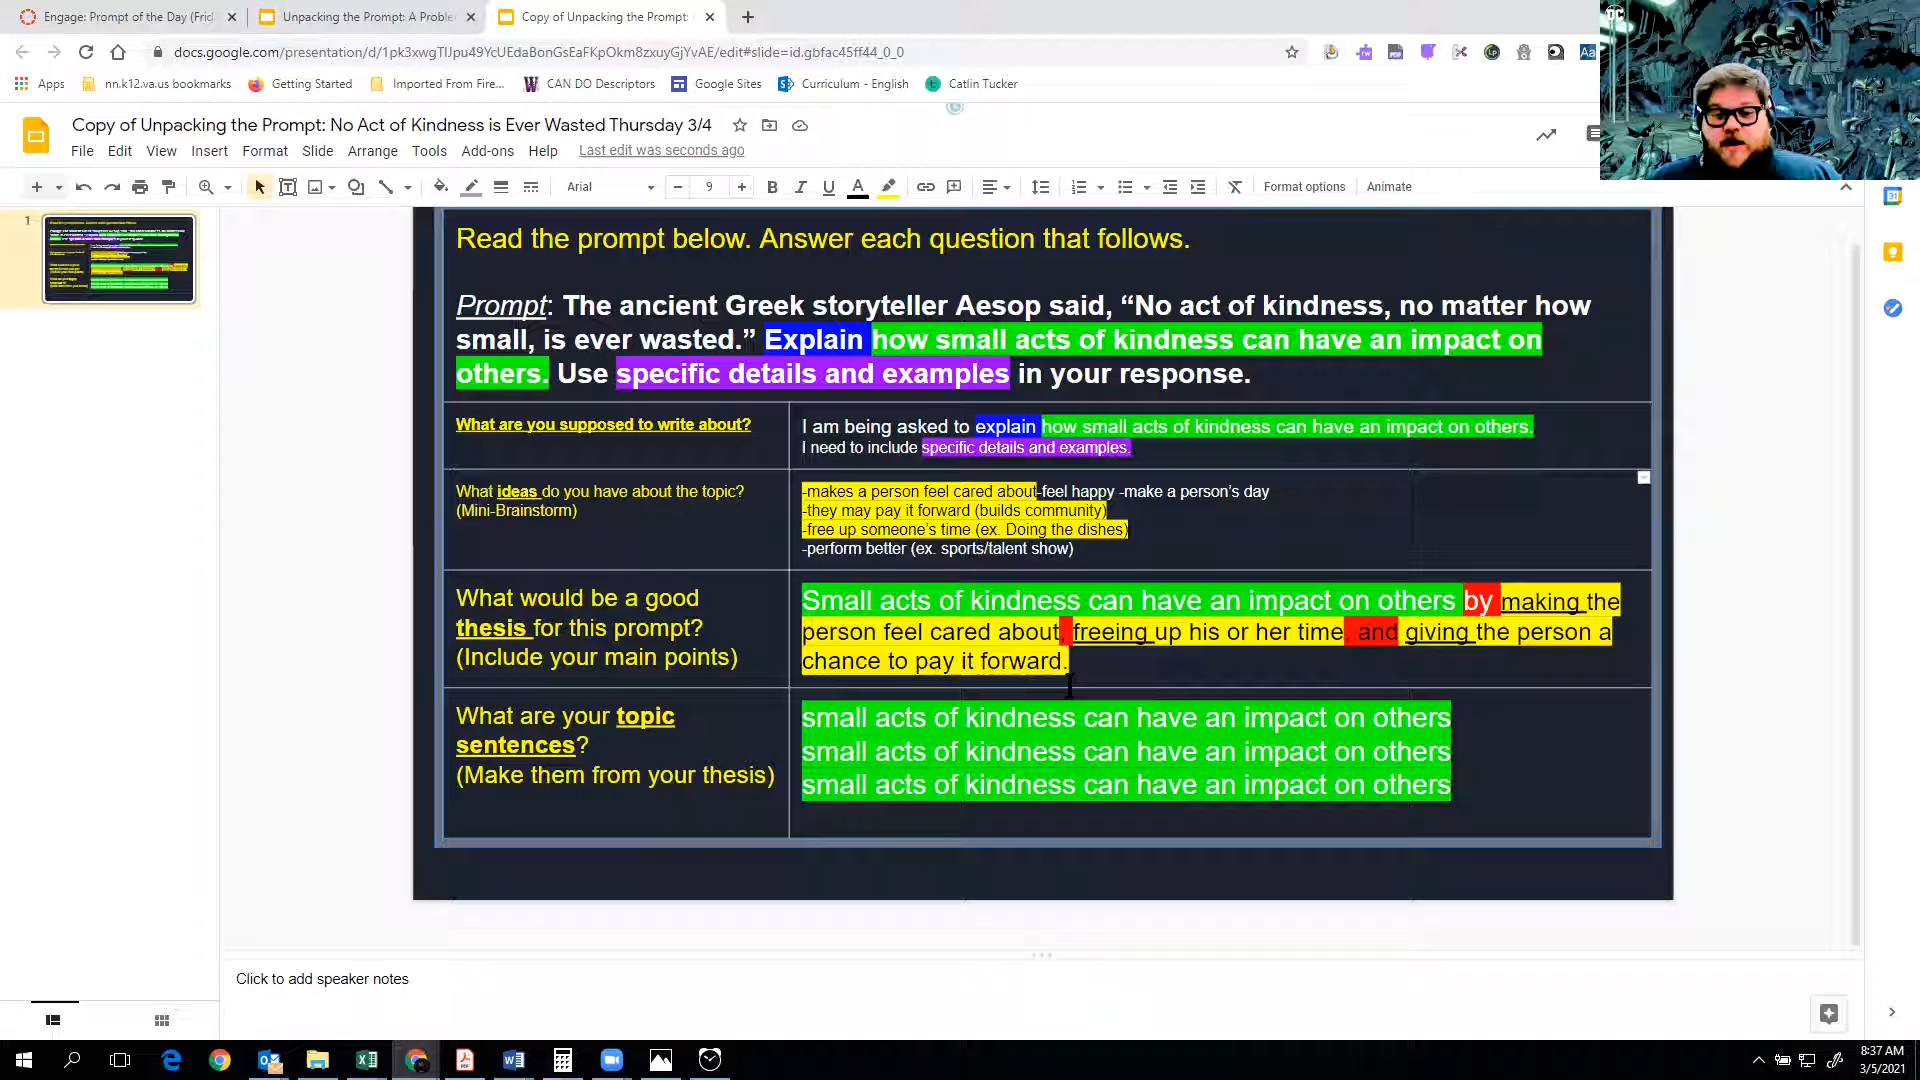 Engage: Prompt of the Day (Frid
Unpacking the Prompt: A Proble
Copy of Unpacking the Prompt:
docs.google.com/presentation/d/1pk3xwgTlJpu49YcUEdaBonGsEaFKpOkm8zxuyGjYvAE/edit#slide=id.gbfac45ff44_0_0
Apps
nn.k12.va.us bookmarks
Getting Started
Imported From Fire...
CAN DO Descriptors
Google Sites
Curriculum - English
Catlin Tucker
DC
Copy of Unpacking the Prompt: No Act of Kindness is Ever Wasted Thursday 3/4
File Edit View Insert Format Slide Arrange Tools Add-ons Help Last edit was seconds ago
Arial 9 Format options Animate
1
Read the prompt below. Answer each question that follows.
Prompt: The ancient Greek storyteller Aesop said, “No act of kindness, no matter how
small, is ever wasted.” Explain how small acts of kindness can have an impact on
others. Use specific details and examples in your response.
What are you supposed to write about?
I am being asked to explain how small acts of kindness can have an impact on others.
I need to include specific details and examples.
What ideas do you have about the topic?
(Mini-Brainstorm)
-makes a person feel cared about-feel happy -make a person’s day
-they may pay it forward (builds community)
-free up someone’s time (ex. Doing the dishes)
-perform better (ex. sports/talent show)
What would be a good
thesis for this prompt?
(Include your main points)
Small acts of kindness can have an impact on others by making the
person feel cared about, freeing up his or her time, and giving the person a
chance to pay it forward.
What are your topic
sentences?
(Make them from your thesis)
small acts of kindness can have an impact on others
small acts of kindness can have an impact on others
small acts of kindness can have an impact on others
Click to add speaker notes
8:37 AM
3/5/2021